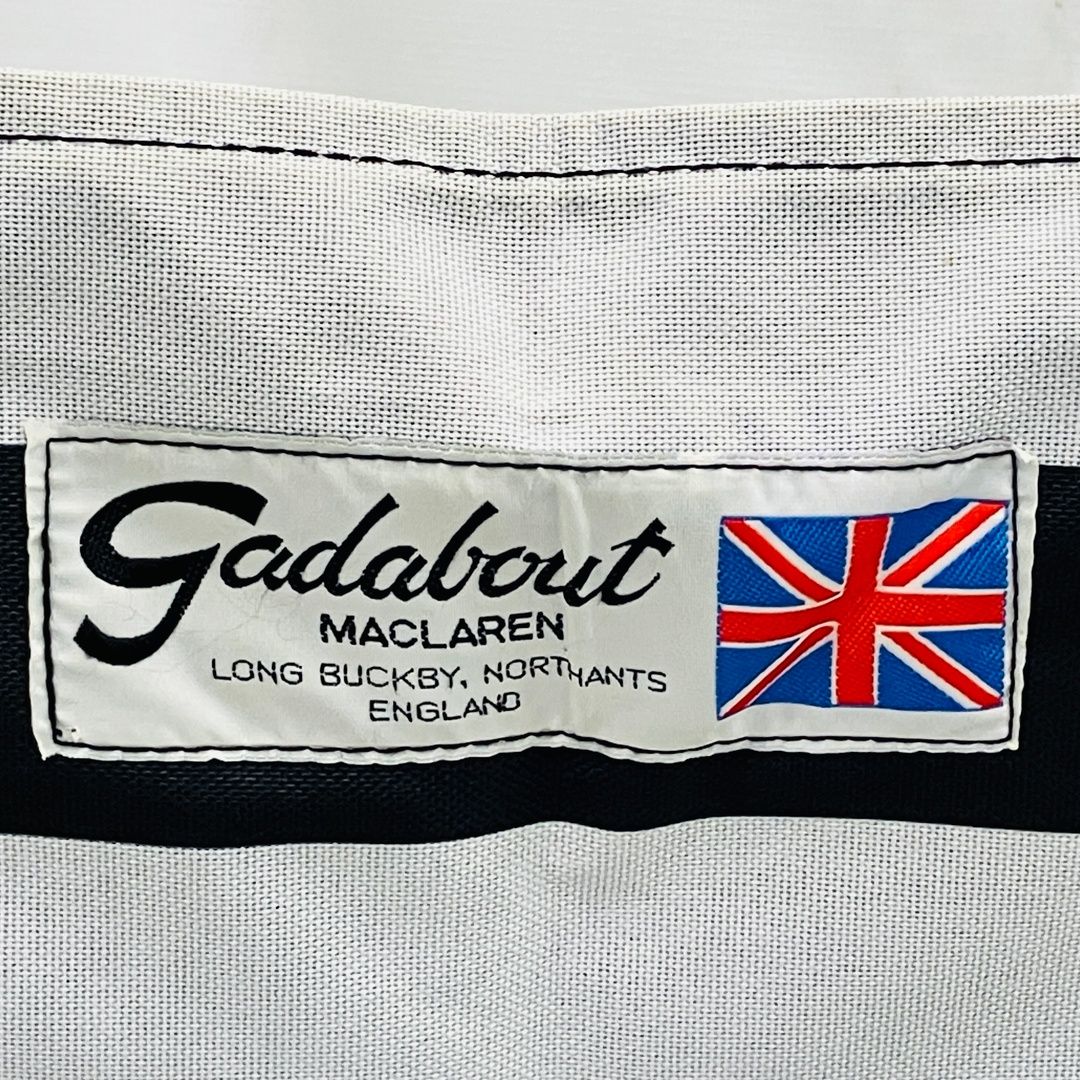 Gadabout
MACLAREN
LONG BUCKBY, NORTHANTS
ENGLAND